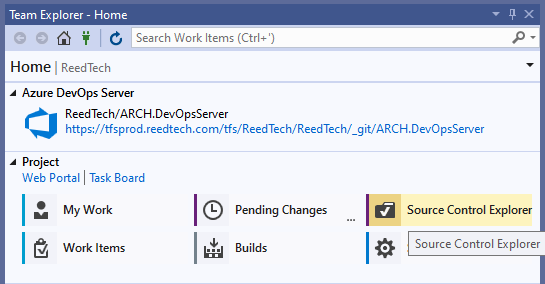 Team Explorer - Home
Search Work Items (Ctrl+')
Home | ReedTech
Azure DevOps Server
ReedTech/ARCH.DevOpsServer
https://tfsprod.reedtech.com/tfs/ReedTech/ReedTech/_git/ARCH.DevOpsServer
Project
Web Portal | Task Board
My Work
Pending Changes ...
Source Control Explorer
Work Items
Builds
Source Control Explorer